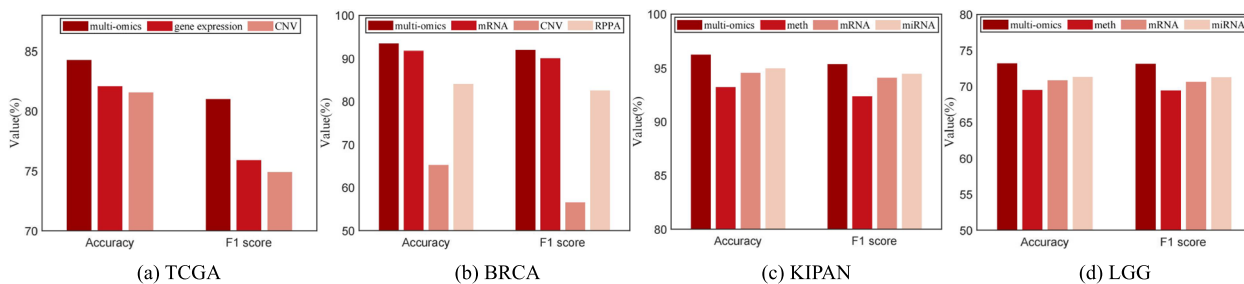 multi-omics gene expression CNV
Value(%)
85
80
75
70
Accuracy F1 score
(a) TCGA
multi-omics mRNA CNV RPPA
Value(%)
100
90
80
70
60
50
Accuracy F1 score
(b) BRCA
multi-omics meth mRNA miRNA
Value(%)
100
95
90
85
80
Accuracy F1 score
(c) KIPAN
multi-omics meth mRNA miRNA
Value(%)
80
75
70
65
60
55
50
Accuracy F1 score
(d) LGG